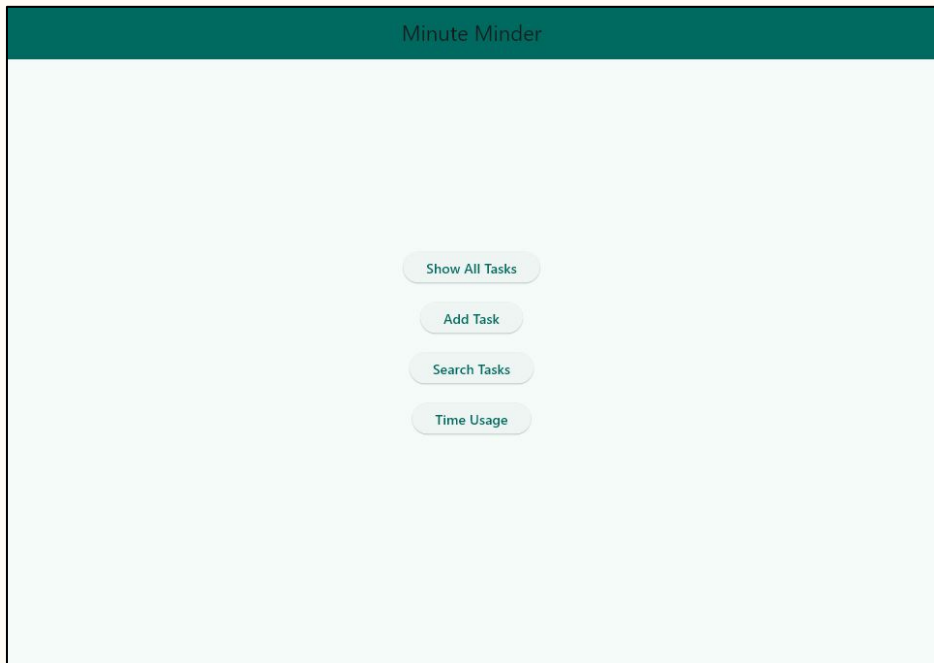 Minute Minder
Show All Tasks
Add Task
Search Tasks
Time Usage